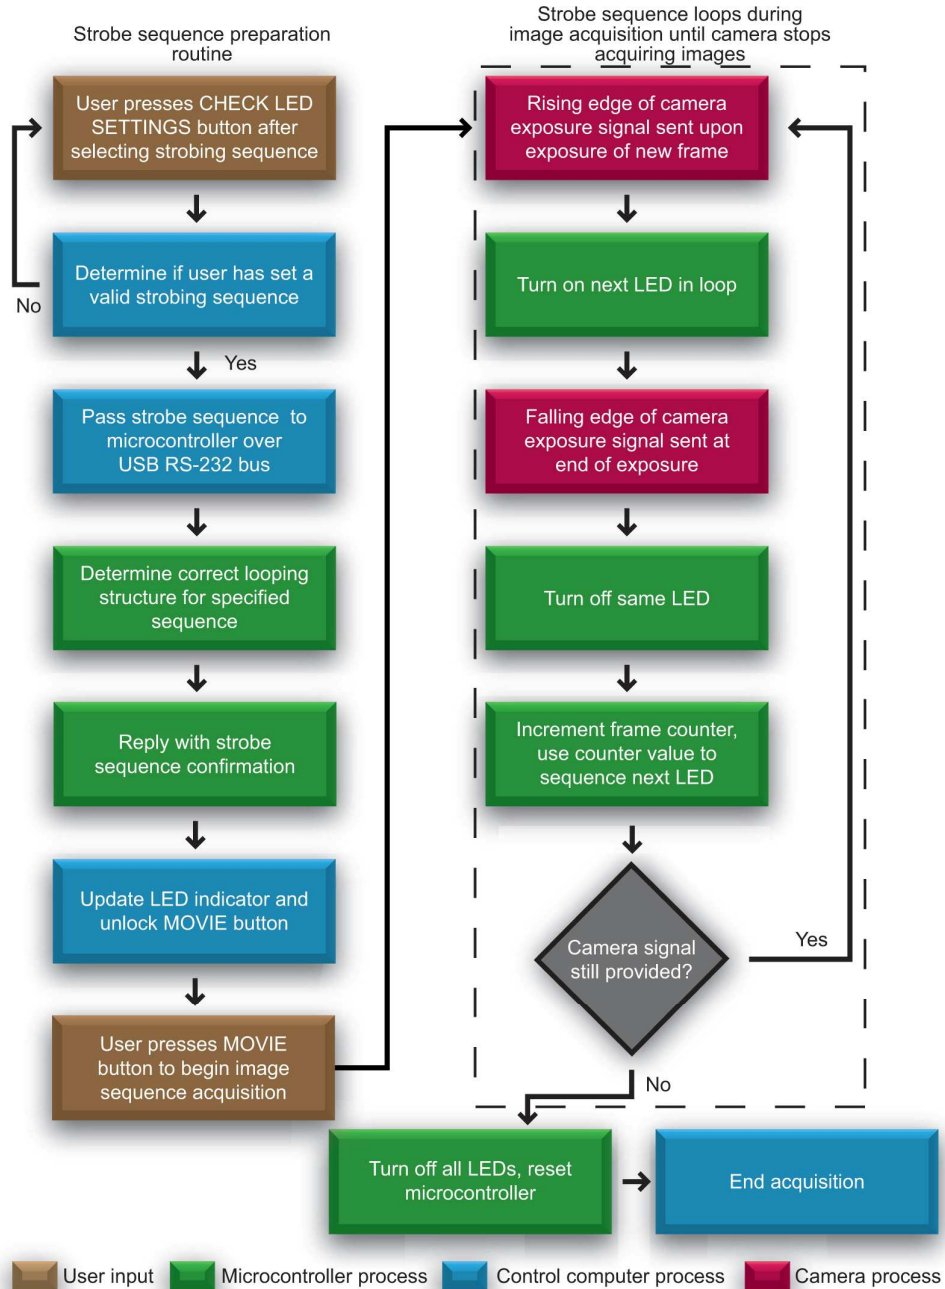 Strobe sequence preparation
routine
User presses CHECK LED
SETTINGS button after
selecting strobing sequence
Determine if user has set a
valid strobing sequence
No
Yes
Pass strobe sequence to
microcontroller over
USB RS-232 bus
Determine correct looping
structure for specified
sequence
Reply with strobe
sequence confirmation
Update LED indicator and
unlock MOVIE button
User presses MOVIE
button to begin image
sequence acquisition
Strobe sequence loops during
image acquisition until camera stops
acquiring images
Rising edge of camera
exposure signal sent upon
exposure of new frame
Turn on next LED in loop
Falling edge of camera
exposure signal sent at
end of exposure
Turn off same LED
Increment frame counter,
use counter value to
sequence next LED
Camera signal
still provided?
Yes
No
Turn off all LEDs, reset
microcontroller
End acquisition
User input
Microcontroller process
Control computer process
Camera process